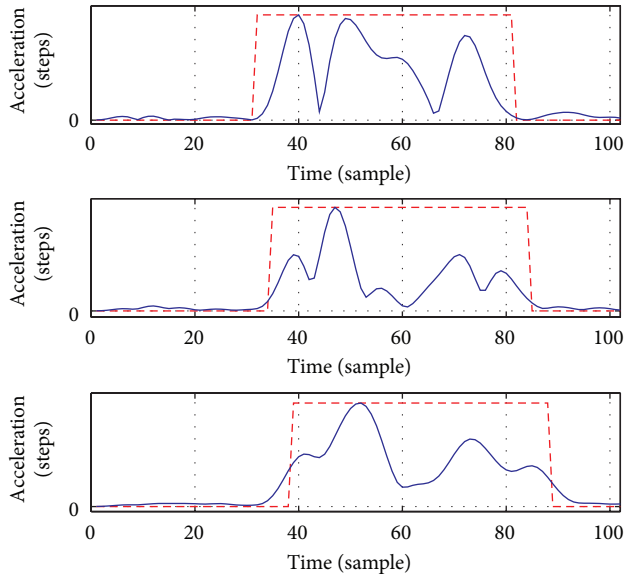 Acceleration
(steps)
0
0 20 40 60 80 100
Time (sample)
Acceleration
(steps)
0
0 20 40 60 80 100
Time (sample)
Acceleration
(steps)
0
0 20 40 60 80 100
Time (sample)